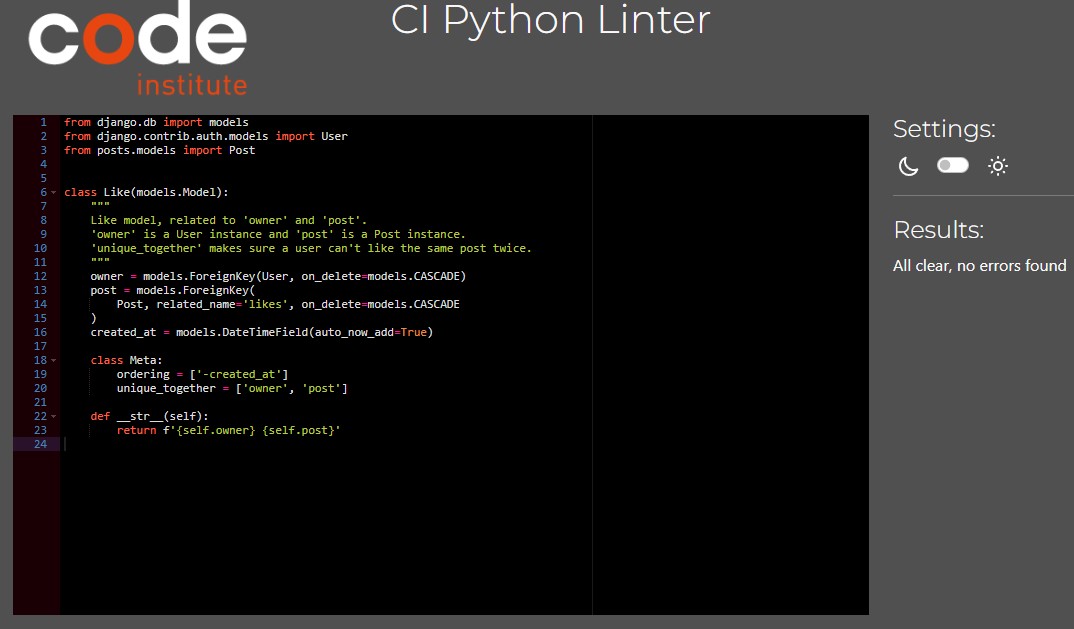 code
institute
CI Python Linter
1 from django.db import models
2 from django.contrib.auth.models import User
3 from posts.models import Post
4
5
6 class Like(models.Model):
7     """
8     Like model, related to 'owner' and 'post'.
9     'owner' is a User instance and 'post' is a Post instance.
10     'unique_together' makes sure a user can't like the same post twice.
11     """
12     owner = models.ForeignKey(User, on_delete=models.CASCADE)
13     post = models.ForeignKey(
14         Post, related_name='likes', on_delete=models.CASCADE
15     )
16     created_at = models.DateTimeField(auto_now_add=True)
17
18     class Meta:
19         ordering = ['-created_at']
20         unique_together = ['owner', 'post']
21
22     def __str__(self):
23         return f'{self.owner} {self.post}'
24
Settings:
Results:
All clear, no errors found